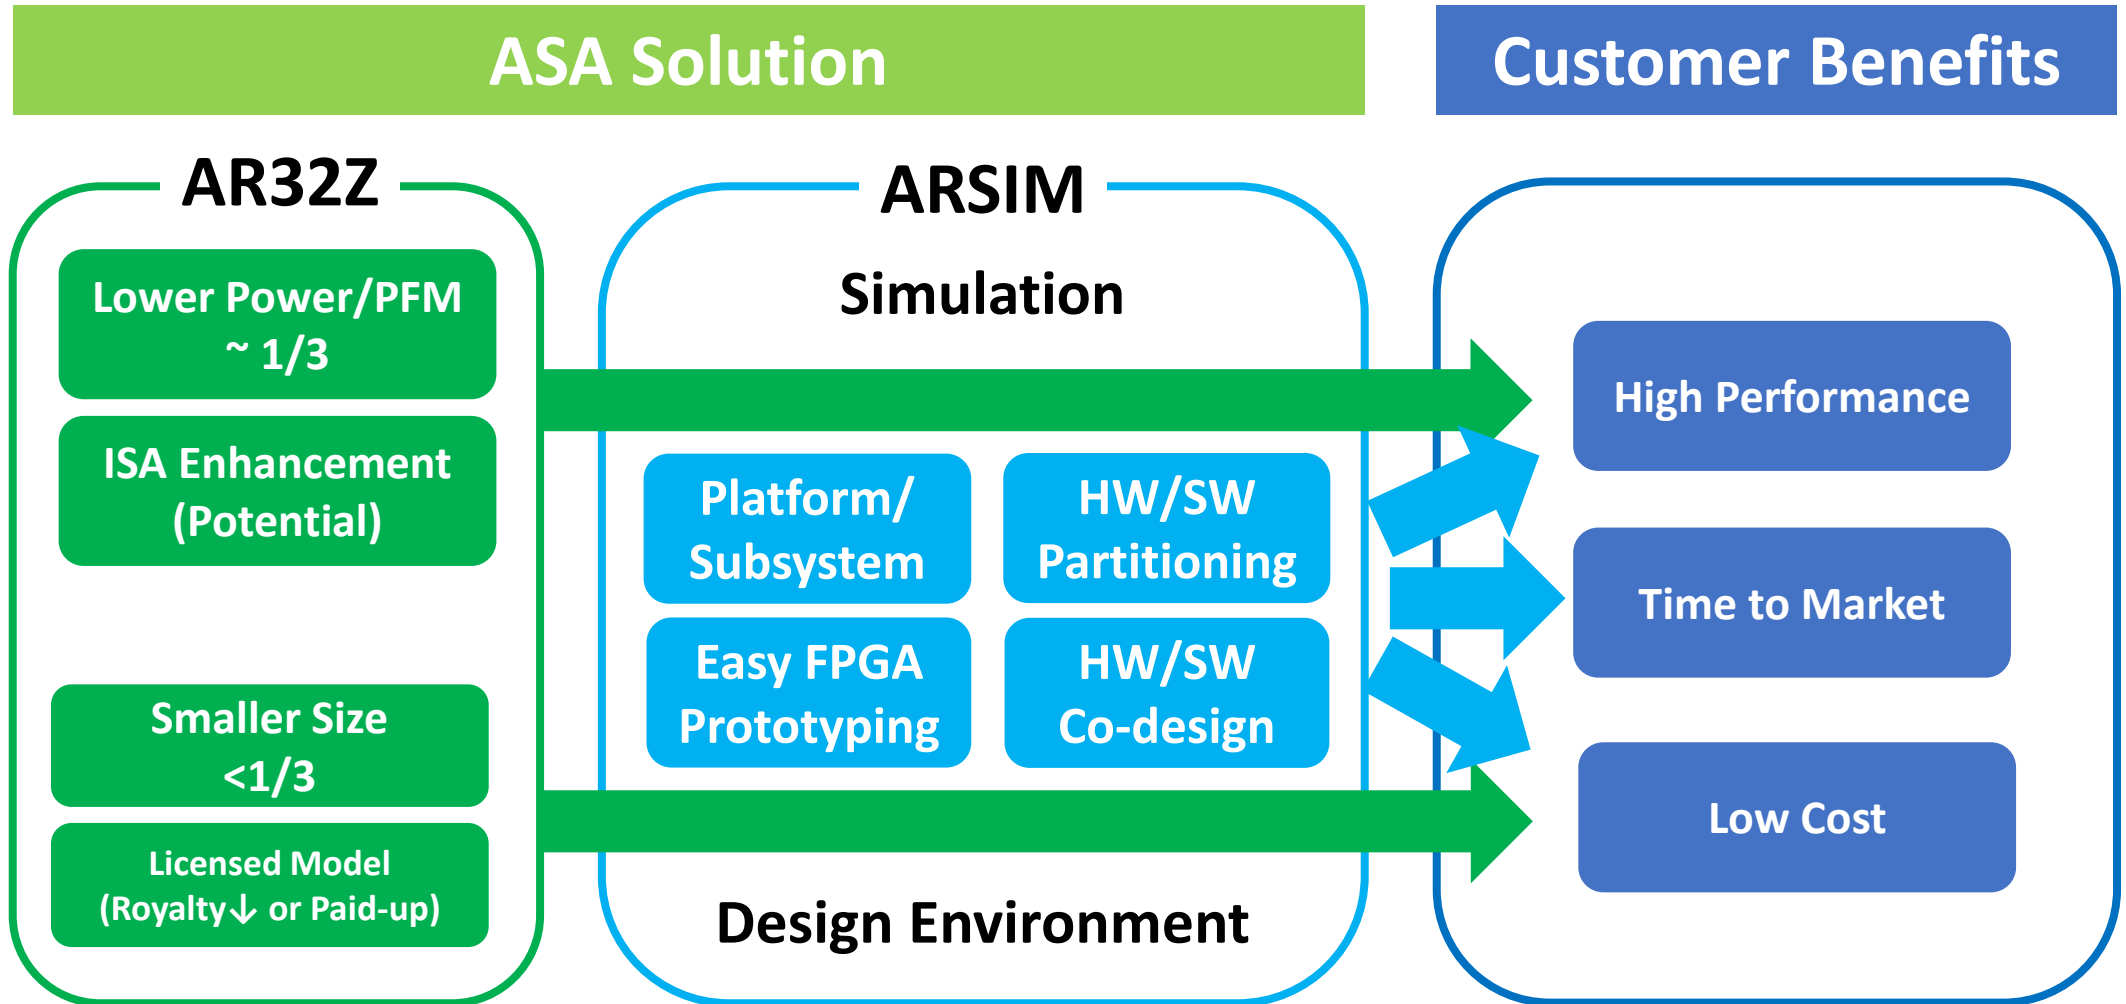 ASA Solution
Customer Benefits
AR32Z
Lower Power/PFM
~ 1/3
ISA Enhancement
(Potential)
Smaller Size
<1/3
Licensed Model
(Royalty↓ or Paid-up)
ARSIM
Simulation
Platform/
Subsystem
HW/SW
Partitioning
Easy FPGA
Prototyping
HW/SW
Co-design
Design Environment
High Performance
Time to Market
Low Cost